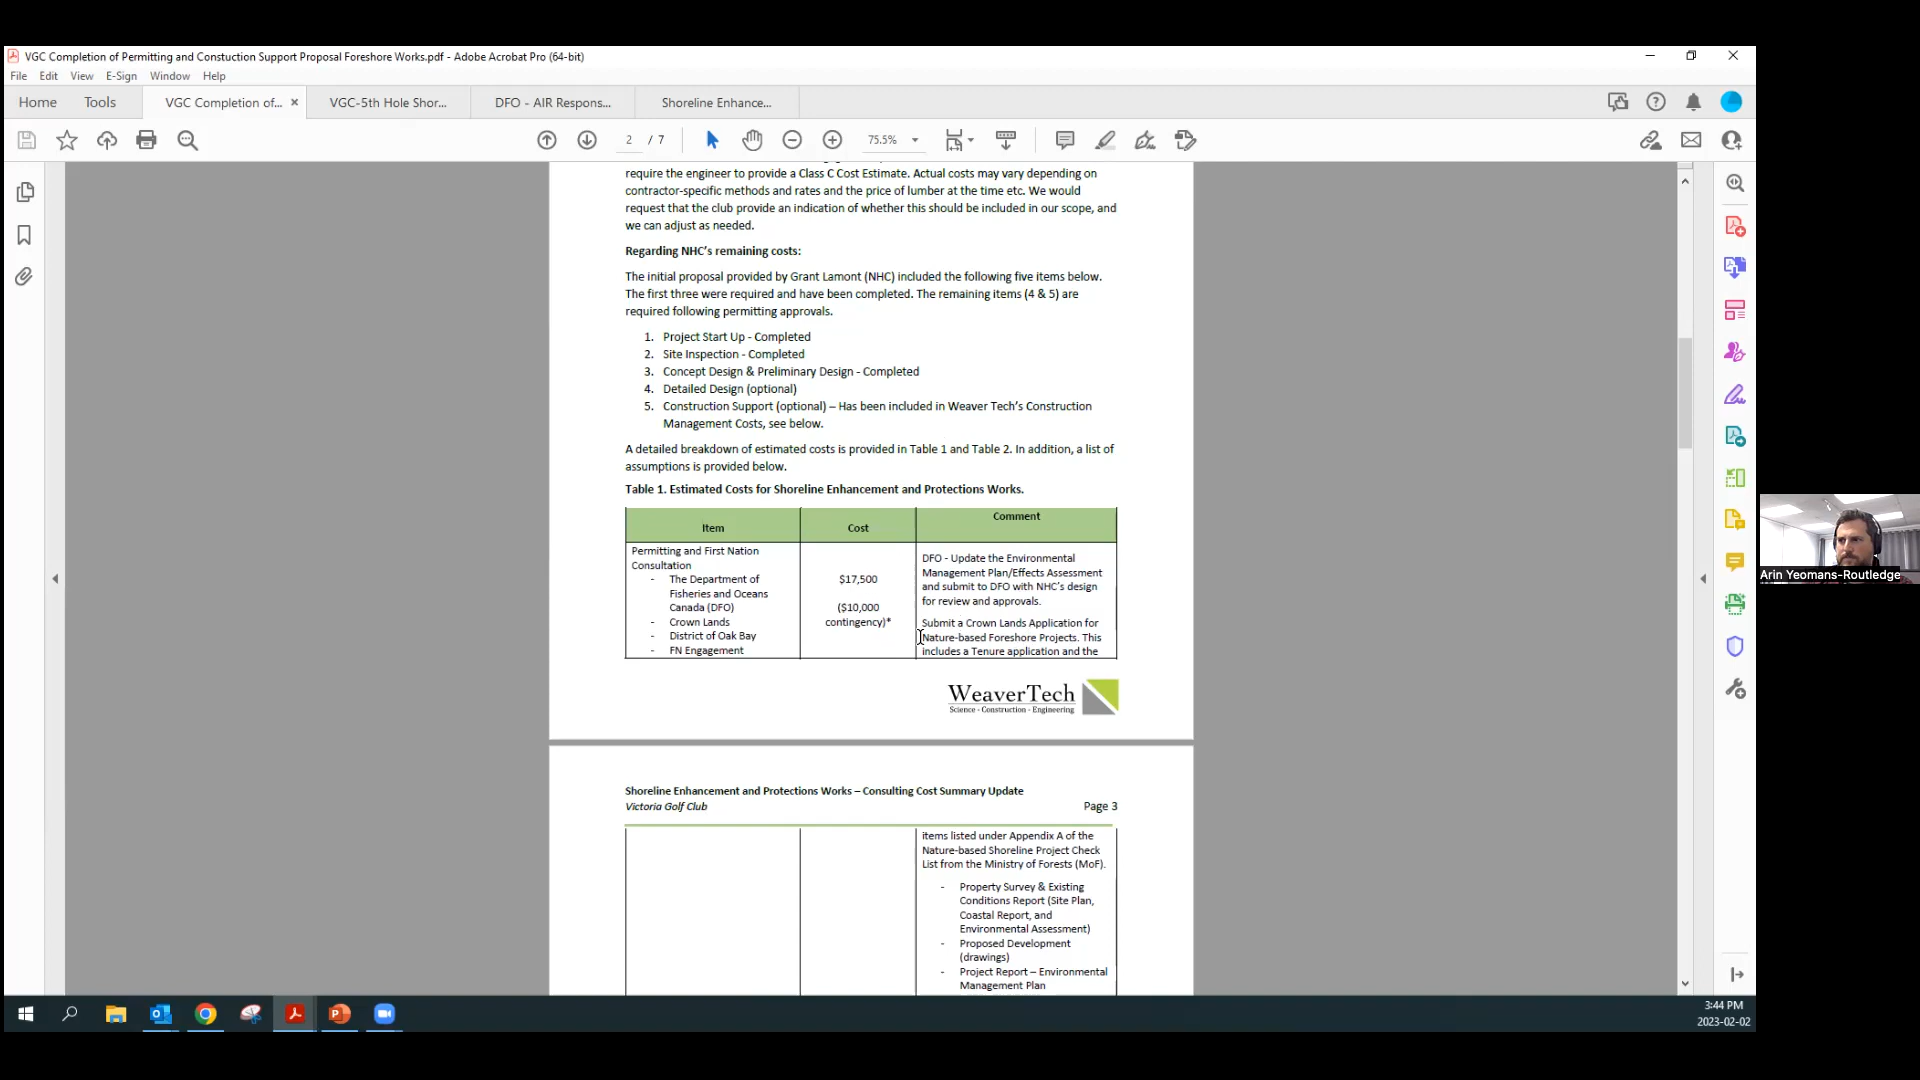 VGC Completion of Permitting and Constuction Support Proposal Foreshore Works.pdf - Adobe Acrobat Pro (64-bit)
File Edit View E-Sign Window Help
Home Tools VGC Completion of... × VGC-5th Hole Shor... DFO - AIR Respons... Shoreline Enhance...
2 / 7 75.5%
require the engineer to provide a Class C Cost Estimate. Actual costs may vary depending on
contractor-specific methods and rates and the price of lumber at the time etc. We would
request that the club provide an indication of whether this should be included in our scope, and
we can adjust as needed.
Regarding NHC's remaining costs:
The initial proposal provided by Grant Lamont (NHC) included the following five items below.
The first three were required and have been completed. The remaining items (4 & 5) are
required following permitting approvals.
1. Project Start Up - Completed
2. Site Inspection - Completed
3. Concept Design & Preliminary Design - Completed
4. Detailed Design (optional)
5. Construction Support (optional) – Has been included in Weaver Tech's Construction
Management Costs, see below.
A detailed breakdown of estimated costs is provided in Table 1 and Table 2. In addition, a list of
assumptions is provided below.
Table 1. Estimated Costs for Shoreline Enhancement and Protections Works.
Item Cost Comment
Permitting and First Nation
Consultation
- The Department of
Fisheries and Oceans
Canada (DFO)
- Crown Lands
- District of Oak Bay
- FN Engagement
$17,500
($10,000
contingency)*
DFO - Update the Environmental
Management Plan/Effects Assessment
and submit to DFO with NHC's design
for review and approvals.
Submit a Crown Lands Application for
Nature-based Foreshore Projects. This
includes a Tenure application and the
WeaverTech
Science - Construction - Engineering
Shoreline Enhancement and Protections Works – Consulting Cost Summary Update
Victoria Golf Club Page 3
items listed under Appendix A of the
Nature-based Shoreline Project Check
List from the Ministry of Forests (MoF).
- Property Survey & Existing
Conditions Report (Site Plan,
Coastal Report, and
Environmental Assessment)
- Proposed Development
(drawings)
- Project Report – Environmental
Management Plan
Arin Yeomans-Routledge
3:44 PM
2023-02-02